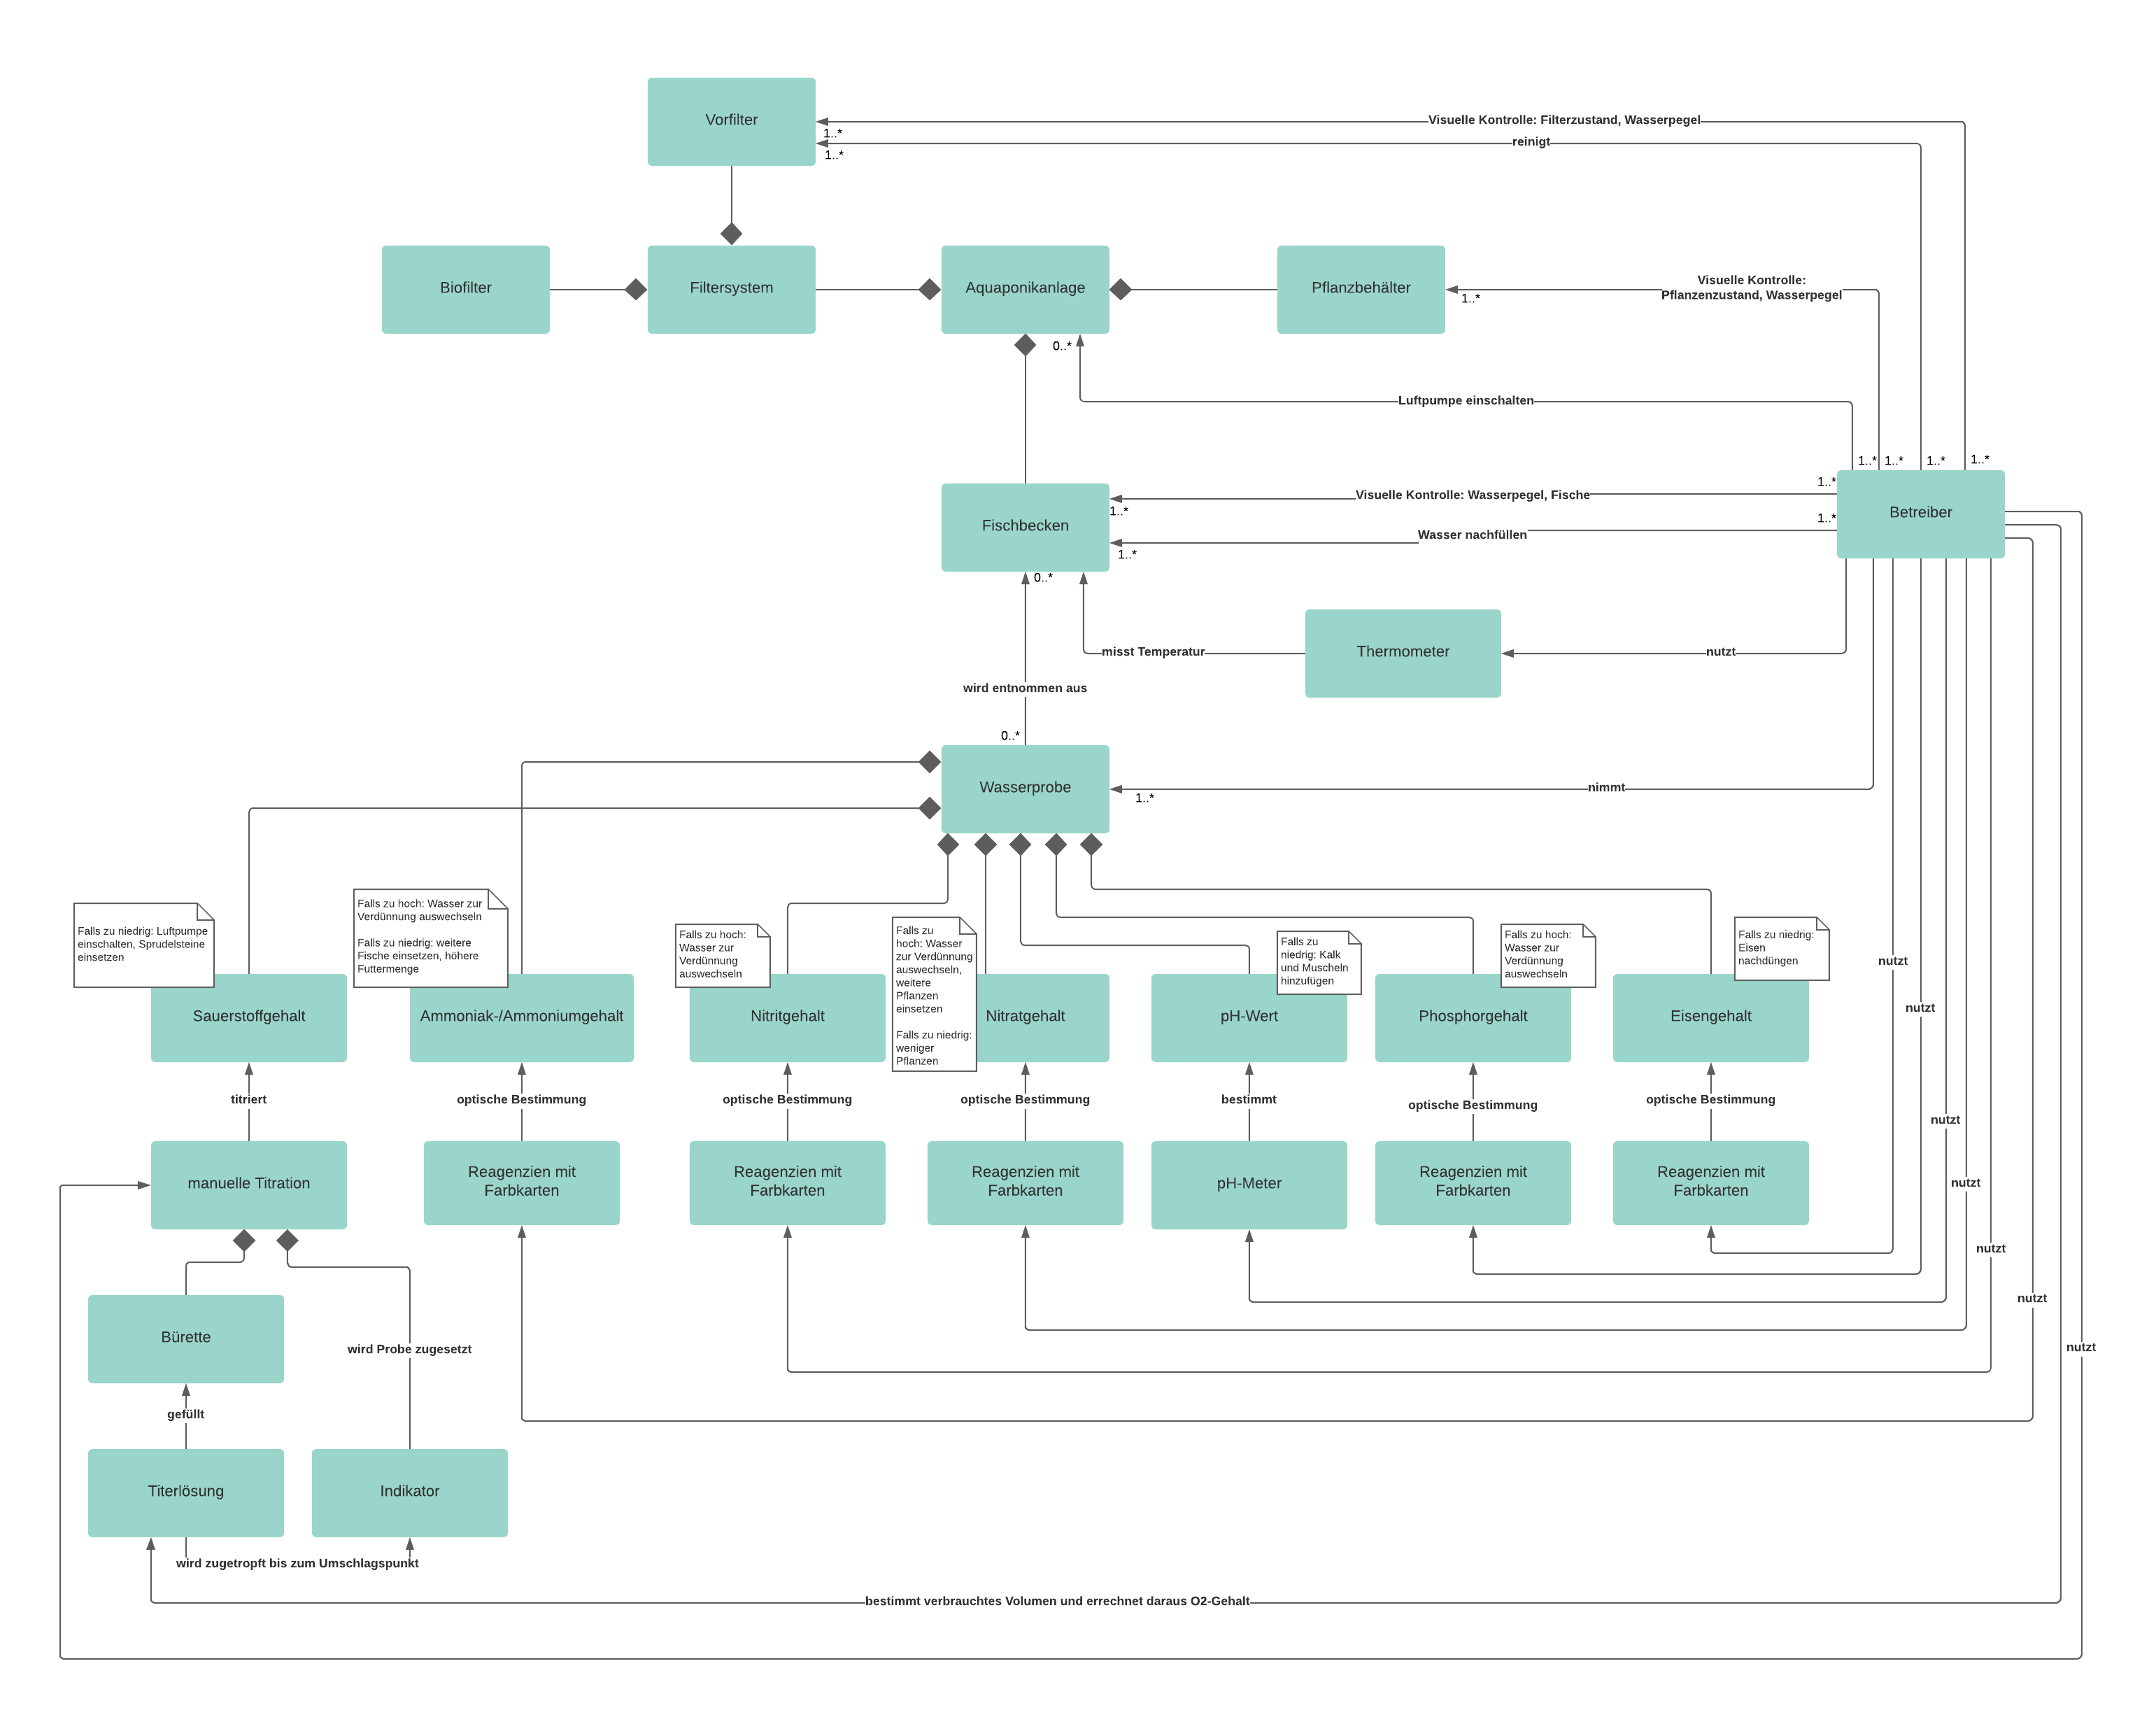 Vorfilter
Visuelle Kontrolle: Filterzustand, Wasserpegel
1..*
reinigt
1..*
Biofilter
Filtersystem
Aquaponikanlage
Pflanzbehälter
Visuelle Kontrolle:
Pflanzenzustand, Wasserpegel
1..*
0..*
Luftpumpe einschalten
1..*
1..*
1..*
1..*
Fischbecken
Visuelle Kontrolle: Wasserpegel, Fische
1..*
1..*
Wasser nachfüllen
1..*
1..*
Betreiber
0..*
misst Temperatur
Thermometer
nutzt
wird entnommen aus
0..*
Wasserprobe
nimmt
1..*
Falls zu niedrig: Luftpumpe
einschalten, Sprudelsteine
einsetzen
Falls zu hoch: Wasser zur
Verdünnung auswechseln
Falls zu niedrig: weitere
Fische einsetzen, höhere
Futtermenge
Falls zu hoch:
Wasser zur
Verdünnung
auswechseln
Falls zu
hoch: Wasser
zur Verdünnung
auswechseln,
weitere
Pflanzen
einsetzen
Falls zu niedrig:
weniger
Pflanzen
Falls zu
niedrig: Kalk
und Muscheln
hinzufügen
Falls zu hoch:
Wasser zur
Verdünnung
auswechseln
Falls zu niedrig:
Eisen
nachdüngen
Sauerstoffgehalt
Ammoniak-/Ammoniumgehalt
Nitritgehalt
Nitratgehalt
pH-Wert
Phosphorgehalt
Eisengehalt
nutzt
nutzt
titriert
optische Bestimmung
optische Bestimmung
optische Bestimmung
bestimmt
optische Bestimmung
optische Bestimmung
nutzt
manuelle Titration
Reagenzien mit
Farbkarten
Reagenzien mit
Farbkarten
Reagenzien mit
Farbkarten
pH-Meter
Reagenzien mit
Farbkarten
Reagenzien mit
Farbkarten
nutzt
nutzt
nutzt
nutzt
Bürette
wird Probe zugesetzt
gefüllt
Titerlösung
Indikator
wird zugetropft bis zum Umschlagspunkt
bestimmt verbrauchtes Volumen und errechnet daraus O2-Gehalt